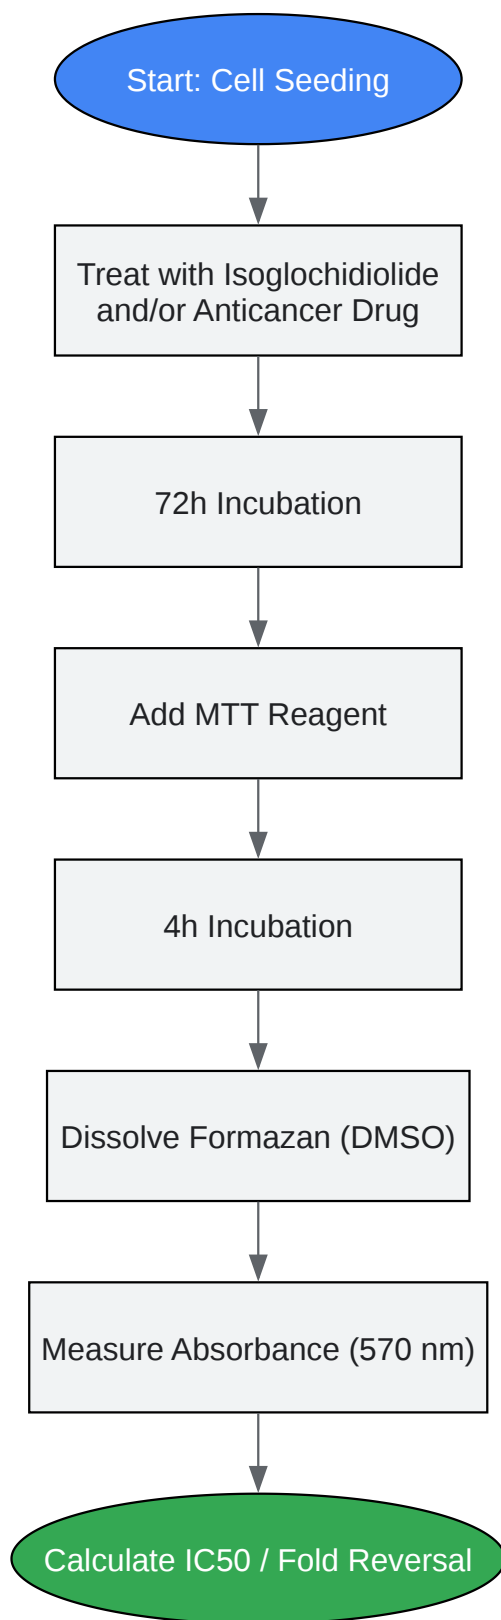 Start: Cell Seeding
Treat with Isoglochidiolide
and/or Anticancer Drug
72h Incubation
Add MTT Reagent
4h Incubation
Dissolve Formazan (DMSO)
Measure Absorbance (570 nm)
Calculate IC50 / Fold Reversal